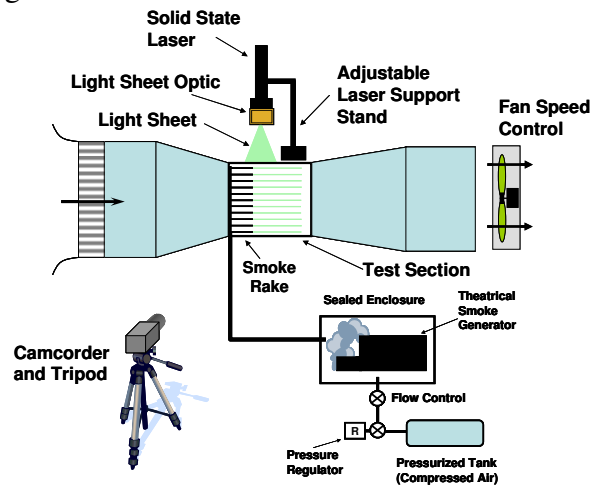 Solid State
Laser
Light Sheet Optic
Adjustable
Laser Support
Stand
Light Sheet
Fan Speed
Control
Smoke
Rake
Test Section
Sealed Enclosure
Theatrical
Smoke
Generator
Camcorder
and Tripod
Flow Control
R
Pressure
Regulator
Pressurized Tank
(Compressed Air)